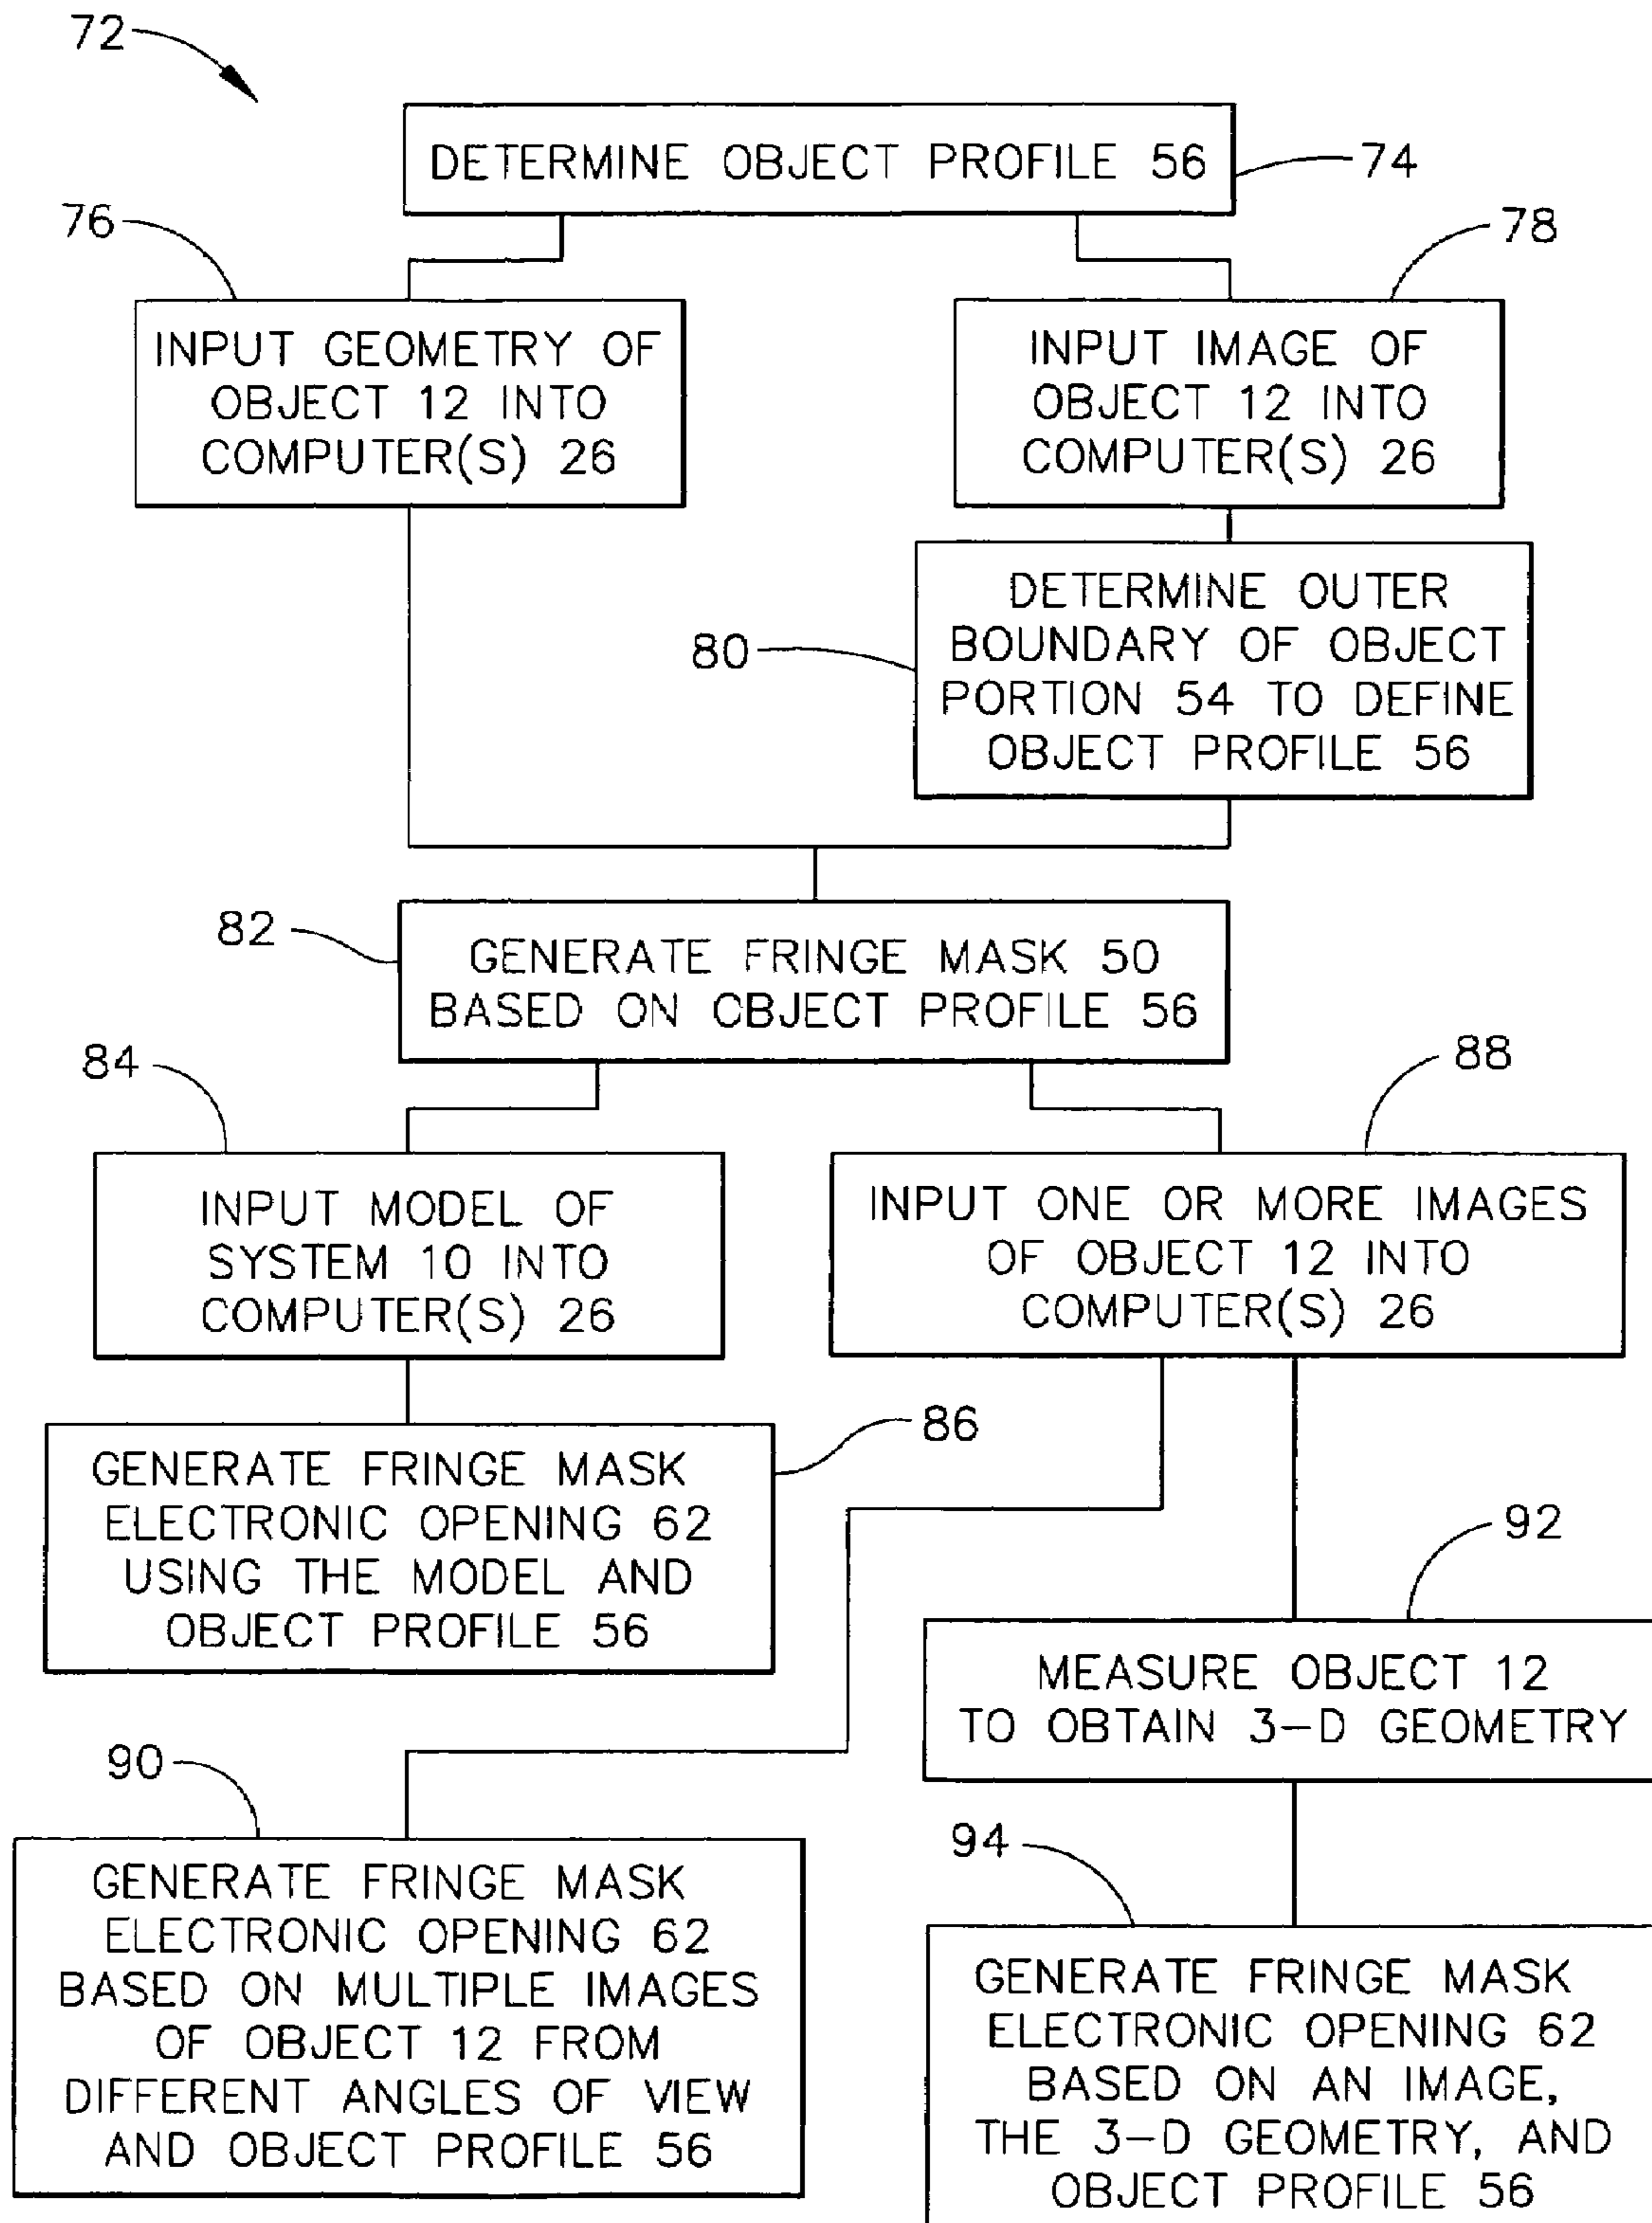 72
DETERMINE OBJECT PROFILE 56
74
76
78
INPUT GEOMETRY OF
OBJECT 12 INTO
COMPUTER(S) 26
INPUT IMAGE OF
OBJECT 12 INTO
COMPUTER(S) 26
80
DETERMINE OUTER
BOUNDARY OF OBJECT
PORTION 54 TO DEFINE
OBJECT PROFILE 56
82
GENERATE FRINGE MASK 50
BASED ON OBJECT PROFILE 56
84
88
INPUT MODEL OF
SYSTEM 10 INTO
COMPUTER(S) 26
INPUT ONE OR MORE IMAGES
OF OBJECT 12 INTO
COMPUTER(S) 26
86
GENERATE FRINGE MASK
ELECTRONIC OPENING 62
USING THE MODEL AND
OBJECT PROFILE 56
92
MEASURE OBJECT 12
TO OBTAIN 3-D GEOMETRY
90
GENERATE FRINGE MASK
ELECTRONIC OPENING 62
BASED ON MULTIPLE IMAGES
OF OBJECT 12 FROM
DIFFERENT ANGLES OF VIEW
AND OBJECT PROFILE 56
94
GENERATE FRINGE MASK
ELECTRONIC OPENING 62
BASED ON AN IMAGE,
THE 3-D GEOMETRY, AND
OBJECT PROFILE 56